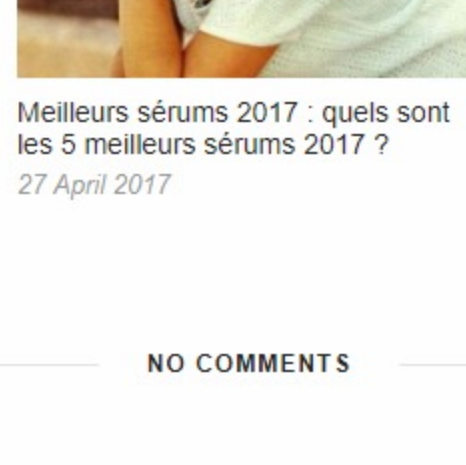 Meilleurs sérums 2017 : quels sont
les 5 meilleurs sérums 2017 ?
27 April 2017
NO COMMENTS